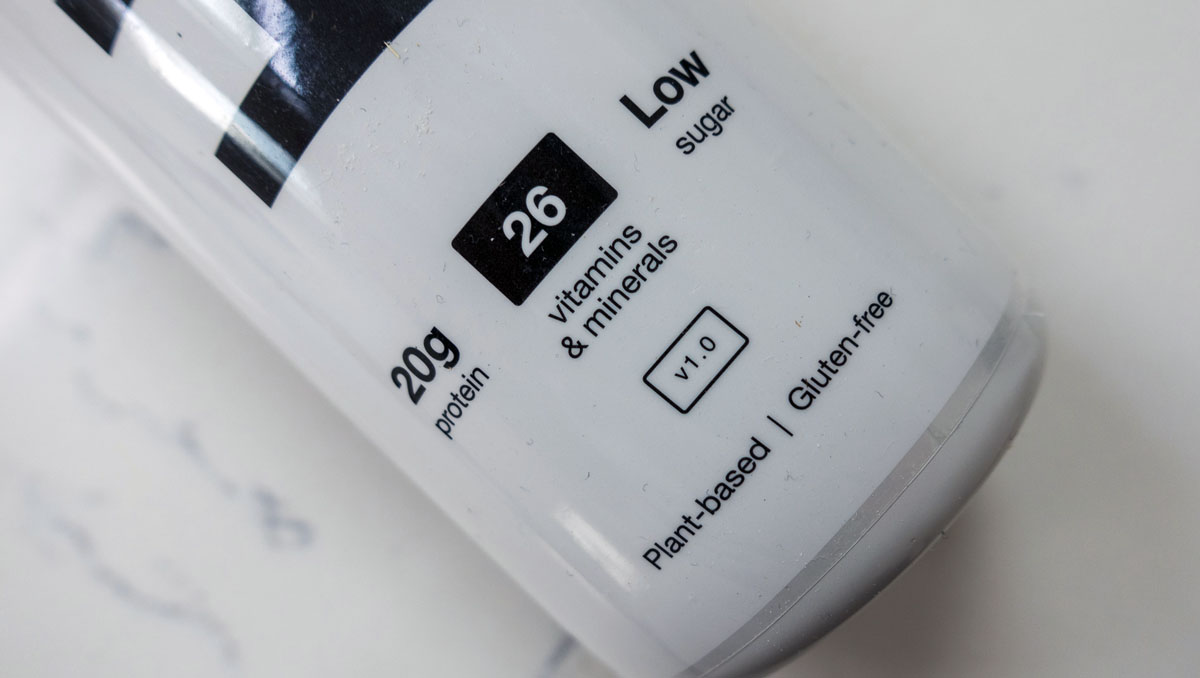 20g
protein
26
vitamins
& minerals
Low
sugar
v1.0
Plant-based | Gluten-free